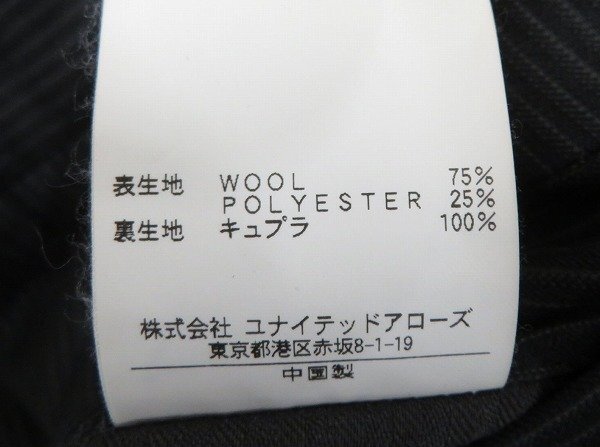 表生地 WOOL 75%
POLYESTER 25%
裏生地 キュプラ 100%
株式会社 ユナイテッドアローズ
東京都港区赤坂8-1-19
中国製